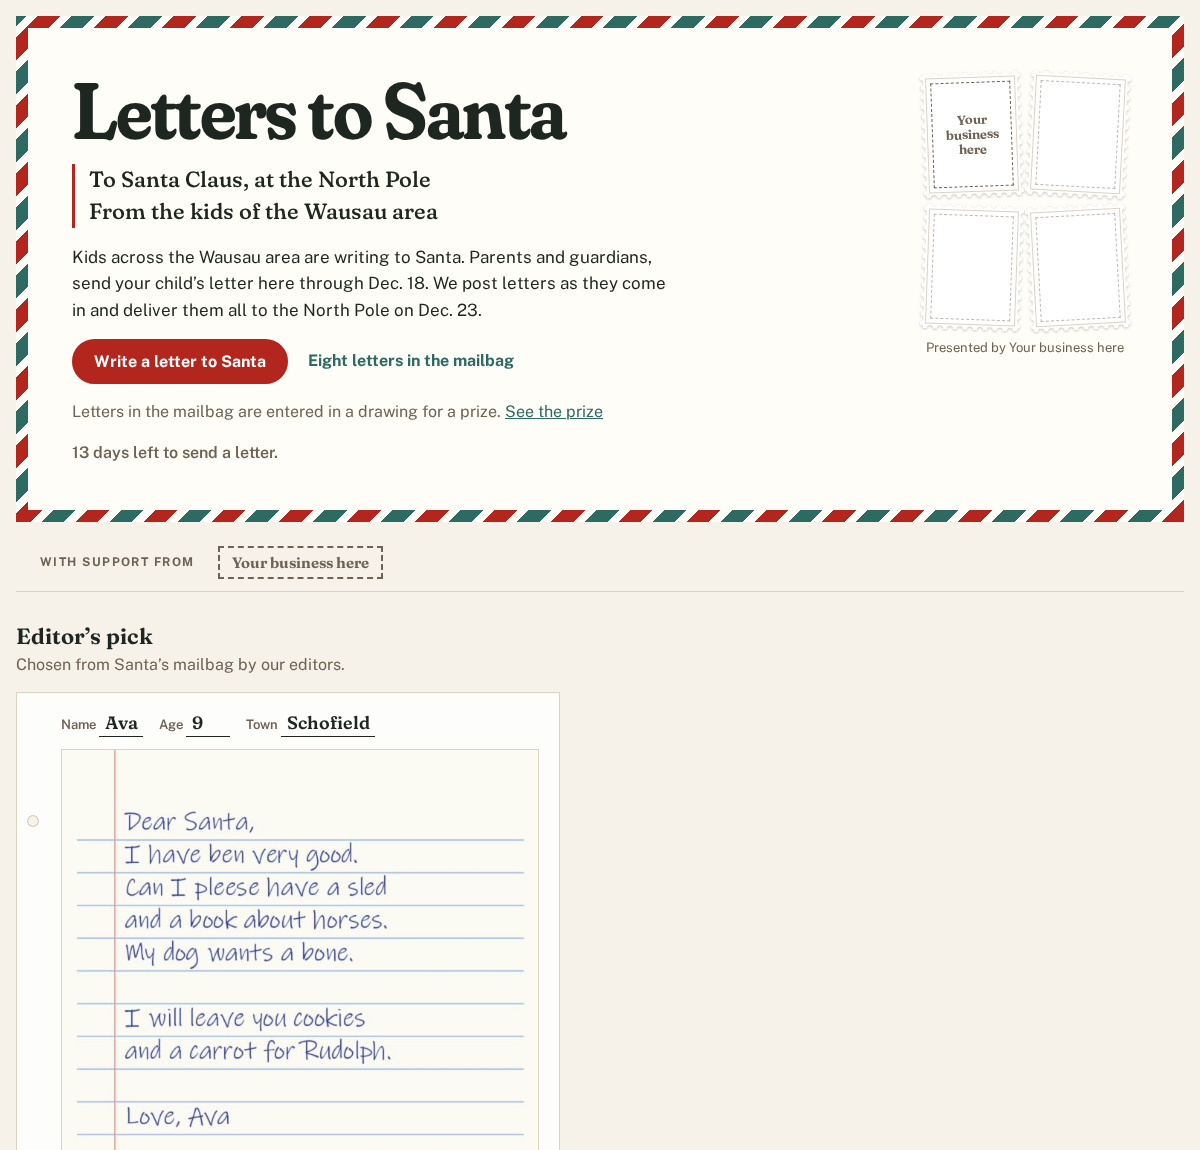 Letters to Santa
To Santa Claus, at the North Pole
From the kids of the Wausau area
Kids across the Wausau area are writing to Santa. Parents and guardians,
send your child’s letter here through Dec. 18. We post letters as they come
in and deliver them all to the North Pole on Dec. 23.
Write a letter to Santa
Eight letters in the mailbag
Letters in the mailbag are entered in a drawing for a prize. See the prize
13 days left to send a letter.
Your
business
here
Presented by Your business here
WITH SUPPORT FROM
Your business here
Editor’s pick
Chosen from Santa’s mailbag by our editors.
Name Ava Age 9 Town Schofield
Dear Santa,
I have ben very good.
Can I pleese have a sled
and a book about horses.
My dog wants a bone.
I will leave you cookies
and a carrot for Rudolph.
Love, Ava